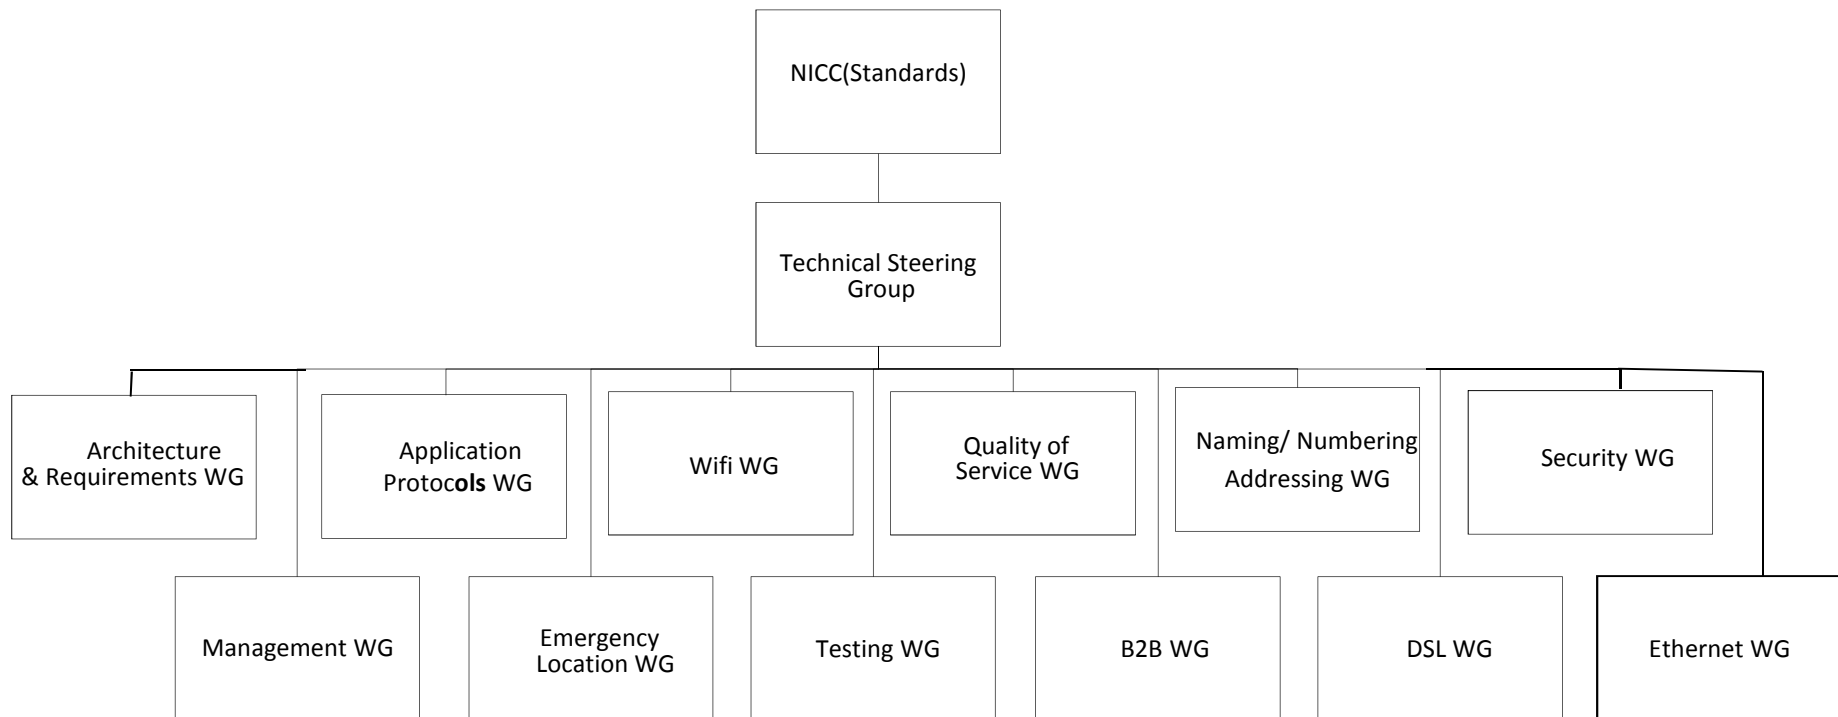 NICC(Standards)
Technical Steering
Group
Architecture
& Requirements WG
Application
Protocols WG
Wifi WG
Quality of
Service WG
Naming/ Numbering
Addressing WG
Security WG
Management WG
Emergency
Location WG
Testing WG
B2B WG
DSL WG
Ethernet WG